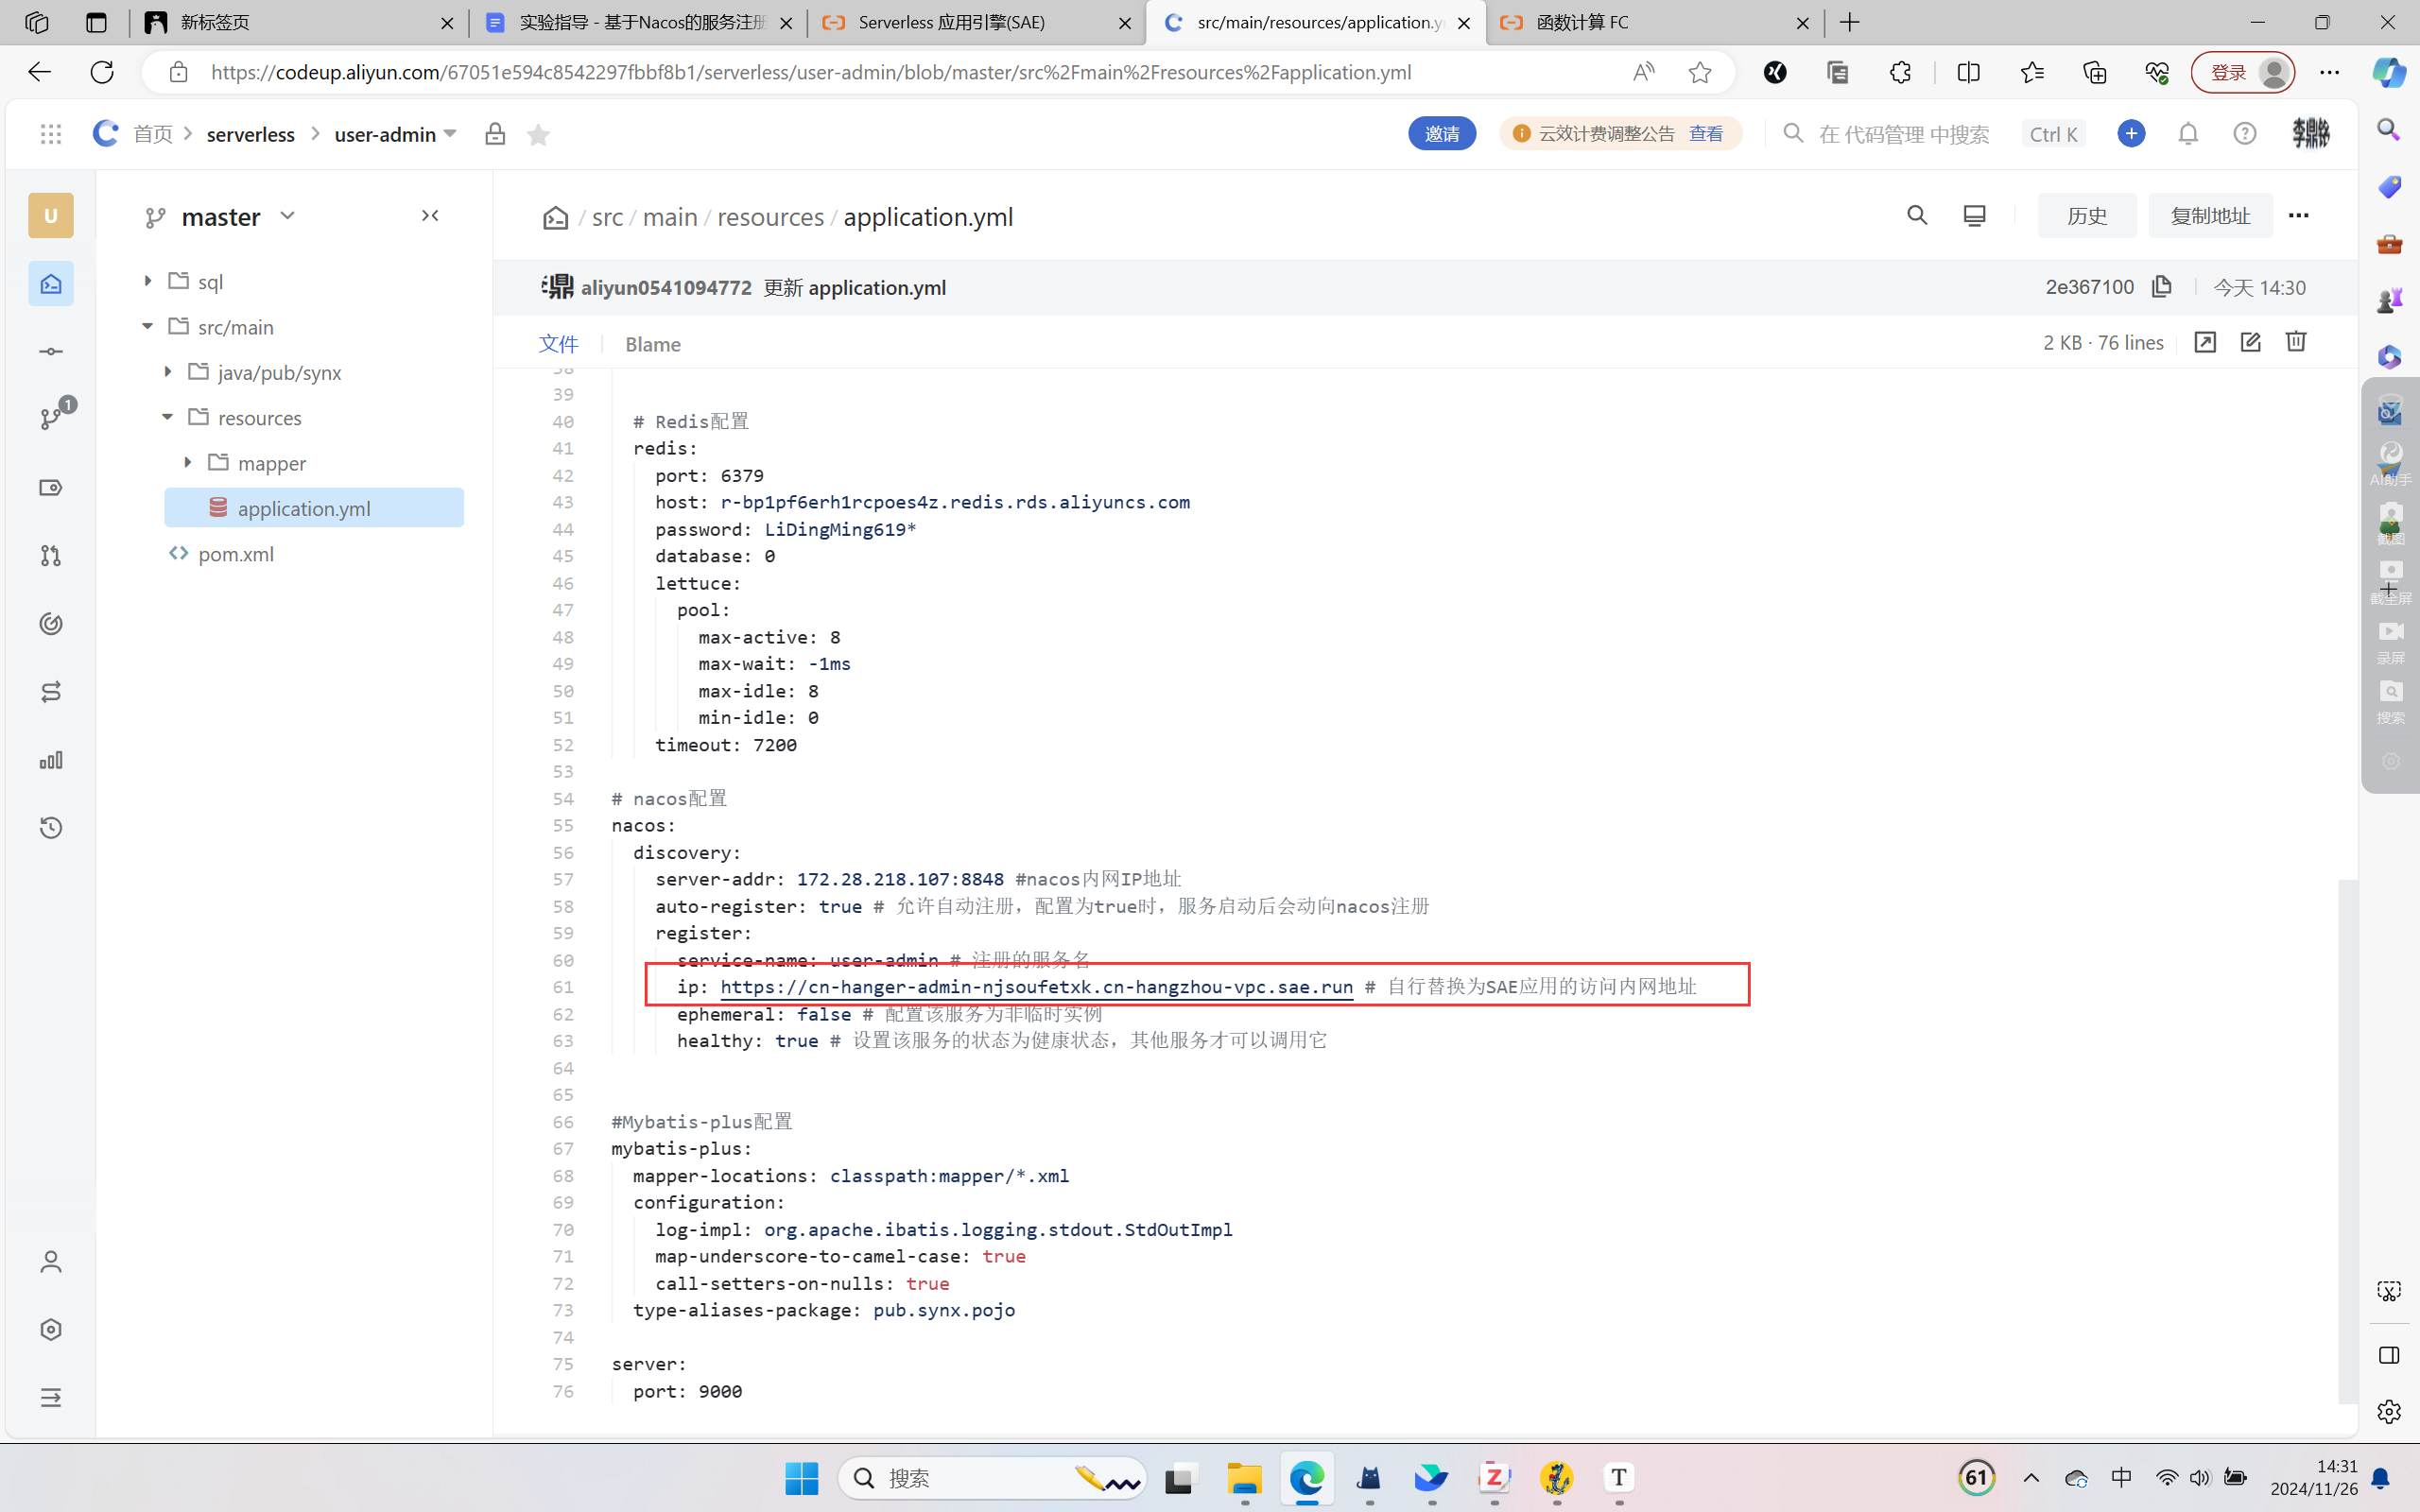 新标签页
实验指导 - 基于Nacos的服务注册
Serverless 应用引擎(SAE)
src/main/resources/application.y
函数计算 FC
https://codeup.aliyun.com/67051e594c8542297fbbf8b1/serverless/user-admin/blob/master/src%2Fmain%2Fresources%2Fapplication.yml
登录
首页 > serverless > user-admin
邀请
云效计费调整公告 查看
在 代码管理 中搜索
Ctrl K
李鼎铭
U
master
/ src / main / resources / application.yml
历史
复制地址
sql
src/main
java/pub/synx
resources
mapper
application.yml
pom.xml
1
aliyun0541094772 更新 application.yml
2e367100
今天 14:30
文件
Blame
2 KB · 76 lines
38
39
40 # Redis配置
41 redis:
42 port: 6379
43 host: r-bp1pf6erh1rcpoes4z.redis.rds.aliyuncs.com
44 password: LiDingMing619*
45 database: 0
46 lettuce:
47 pool:
48 max-active: 8
49 max-wait: -1ms
50 max-idle: 8
51 min-idle: 0
52 timeout: 7200
53
54 # nacos配置
55 nacos:
56 discovery:
57 server-addr: 172.28.218.107:8848 #nacos内网IP地址
58 auto-register: true # 允许自动注册，配置为true时，服务启动后会动向nacos注册
59 register:
60 service-name: user-admin # 注册的服务名
61 ip: https://cn-hanger-admin-njsoufetxk.cn-hangzhou-vpc.sae.run # 自行替换为SAE应用的访问内网地址
62 ephemeral: false # 配置该服务为非临时实例
63 healthy: true # 设置该服务的状态为健康状态，其他服务才可以调用它
64
65
66 #Mybatis-plus配置
67 mybatis-plus:
68 mapper-locations: classpath:mapper/*.xml
69 configuration:
70 log-impl: org.apache.ibatis.logging.stdout.StdOutImpl
71 map-underscore-to-camel-case: true
72 call-setters-on-nulls: true
73 type-aliases-package: pub.synx.pojo
74
75 server:
76 port: 9000
AI助手
截图
截全屏
录屏
搜索
搜索
61
中
14:31
2024/11/26